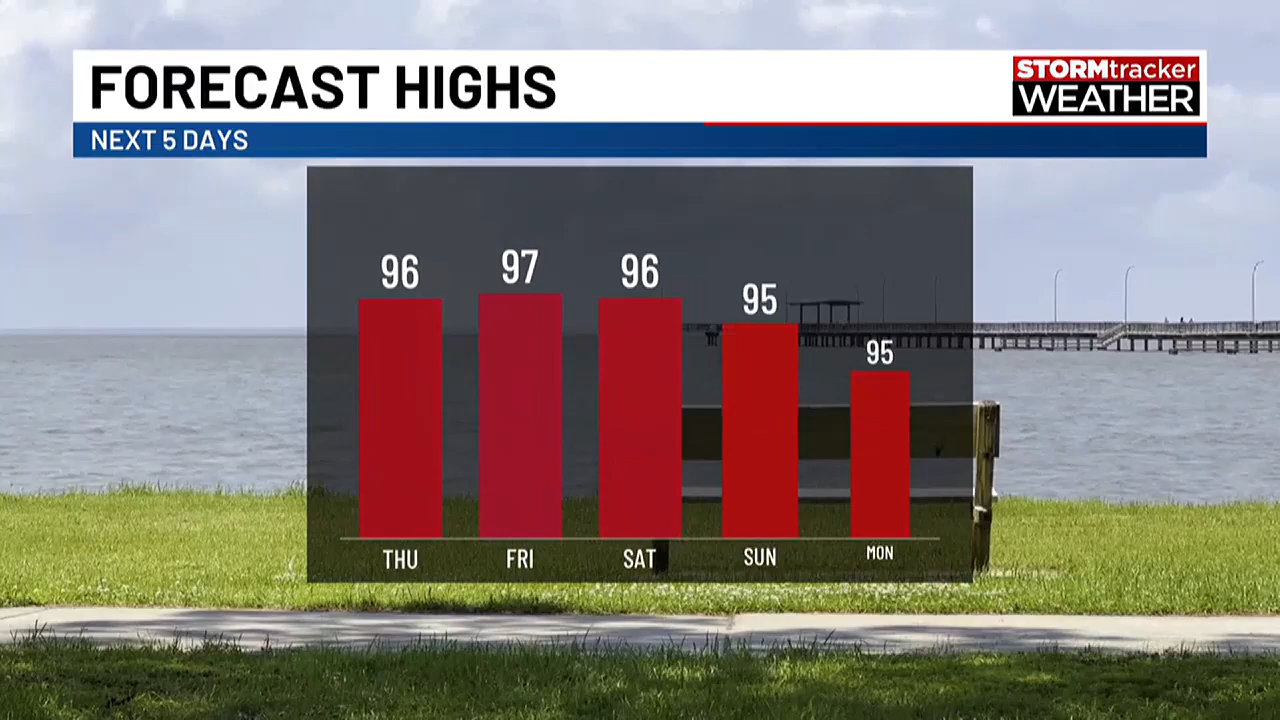 FORECAST HIGHS
STORMtracker
WEATHER
NEXT 5 DAYS
96
97
96
95
95
THU
FRI
SAT
SUN
MON